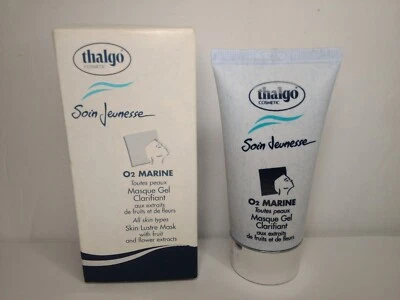 thalgo
COSMETIC
Soin Jeunesse
O2 MARINE
Toutes peaux
Masque Gel
Clarifiant
aux extraits
de fruits et de fleurs
All skin types
Skin Lustre Mask
with fruit
and flower extracts
thalgo
COSMETIC
Soin Jeunesse
O2 MARINE
Toutes peaux
Masque Gel
Clarifiant
aux extraits
de fruits et de fleurs